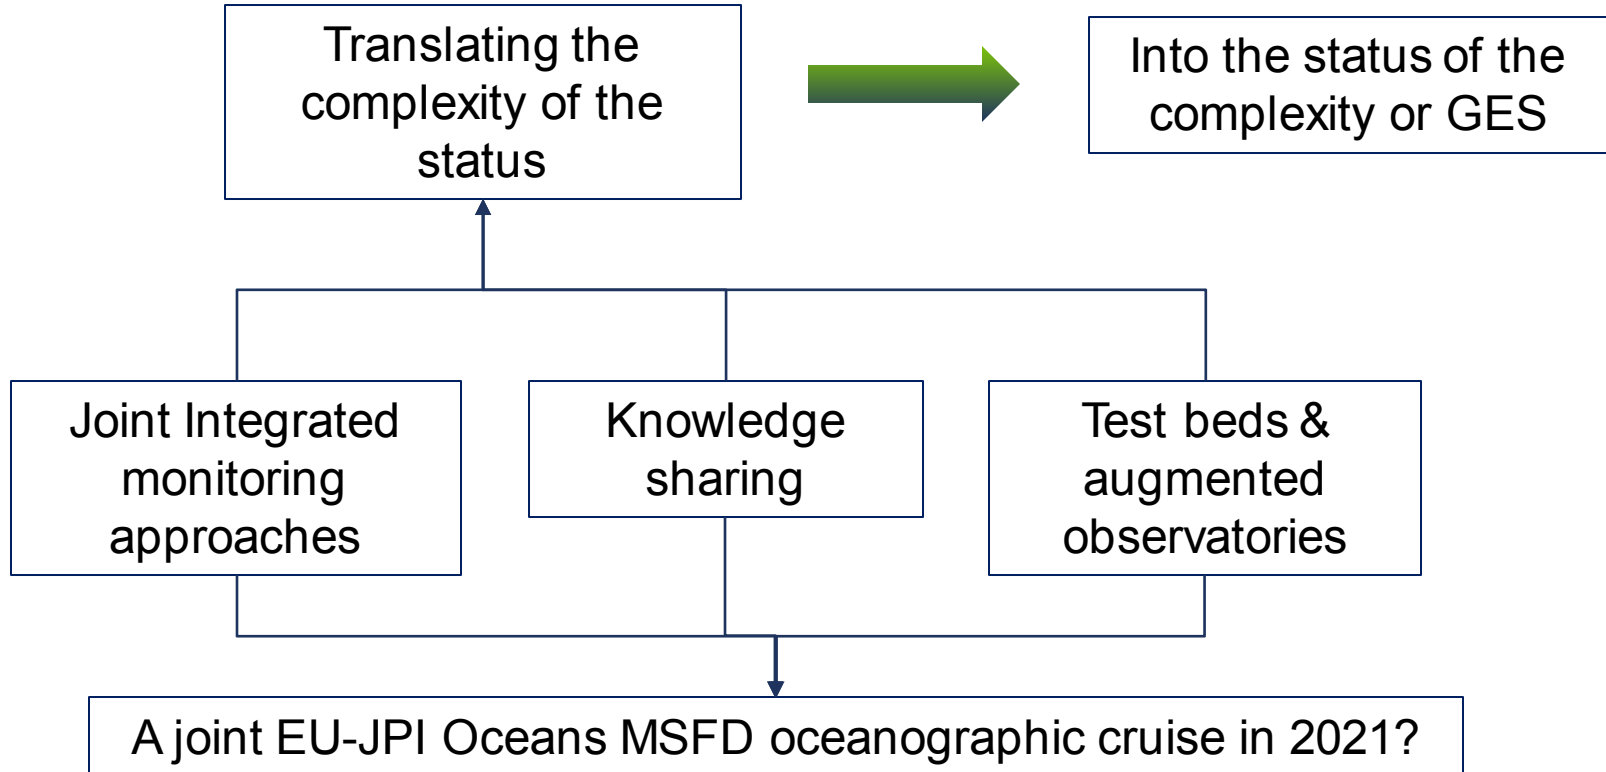 Translating the
complexity of the
status
Into the status of the
complexity or GES
Joint Integrated
monitoring
approaches
Knowledge
sharing
Test beds &
augmented
observatories
A joint EU-JPI Oceans MSFD oceanographic cruise in 2021?